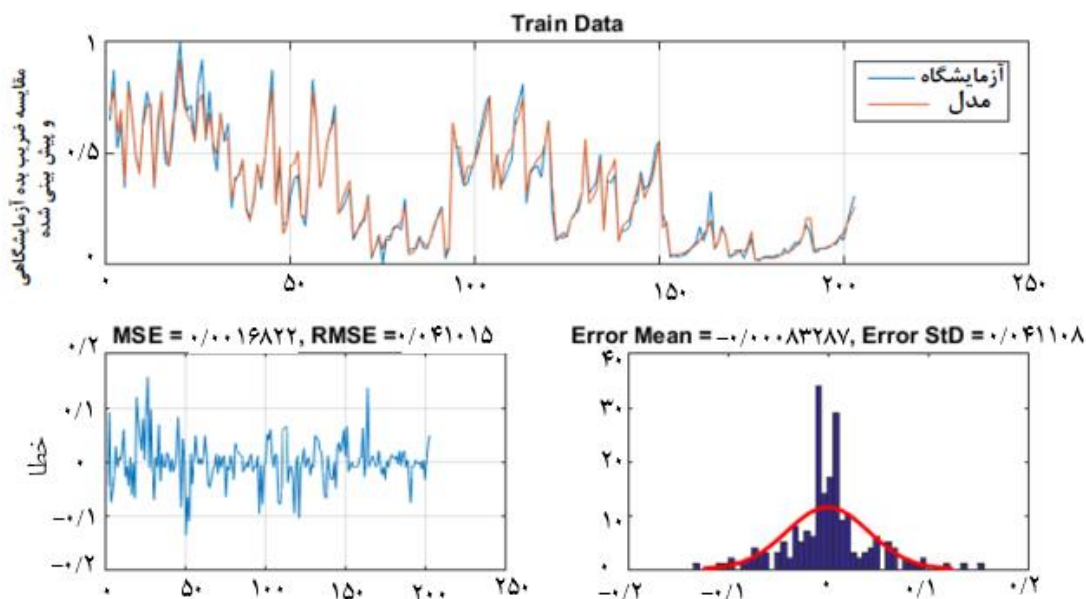 Train Data
مقایسه ضریب بده آزمایشگاهی
و پیش بینی شده
۱
۰/۵
۰
آزمایشگاه
مدل
۰ ۵۰ ۱۰۰ ۱۵۰ ۲۰۰ ۲۵۰
MSE = ۰/۰۰۱۶۸۲۲, RMSE =۰/۰۴۱۰۱۵
خطا
۰/۲
۰/۱
۰
-۰/۱
-۰/۲
۰ ۵۰ ۱۰۰ ۱۵۰ ۲۰۰ ۲۵۰
Error Mean = -۰/۰۰۰۸۳۲۸۷, Error StD = ۰/۰۴۱۱۰۸
۴۰
۳۰
۲۰
۱۰
۰
-۰/۲ -۰/۱ ۰ ۰/۱ ۰/۲